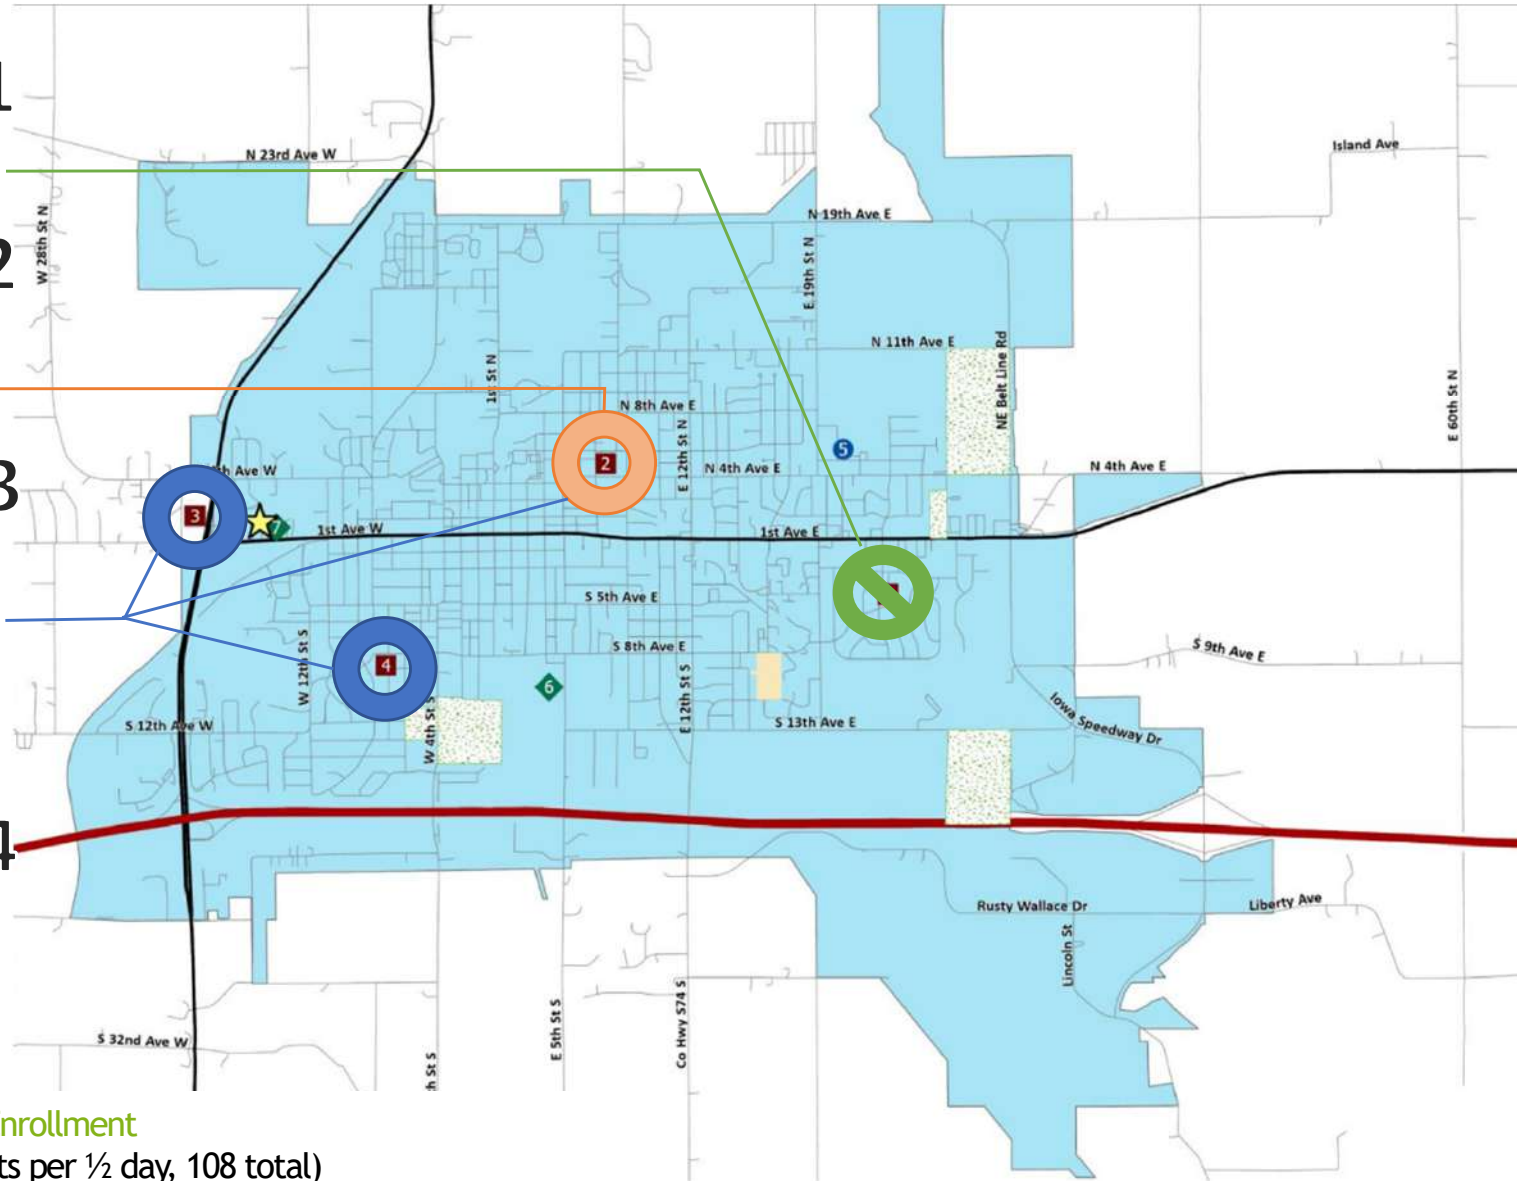 1
N 23rd Ave W
Island Ave
W 28th St N
N 19th Ave E
2
E 19th St N
N 11th Ave E
NE Belt Line Rd
1st St N
E 60th St N
N 8th Ave E
E 12th St N
5
2
N 4th Ave E
N 4th Ave E
th Ave W
3
3
7
1st Ave W
1st Ave E
S 5th Ave E
S 8th Ave E
S 9th Ave E
W 12th St S
4
6
E 12th St S
Iowa Speedway Dr
S 12th Ave W
W 4th St S
S 13th Ave E
4
Rusty Wallace Dr
Liberty Ave
Lincoln St
Co Hwy S74 S
E 5th St S
S 32nd Ave W
h St S
nrollment
ts per ½ day, 108 total)